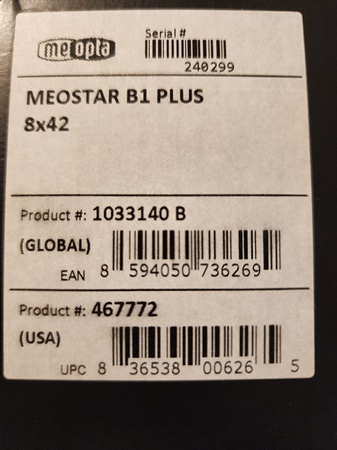 meopta
Serial #
240299
MEOSTAR B1 PLUS
8x42
Product #: 1033140 B
(GLOBAL)
EAN 8 594050 736269
Product #: 467772
(USA)
UPC 8 36538 00626 5